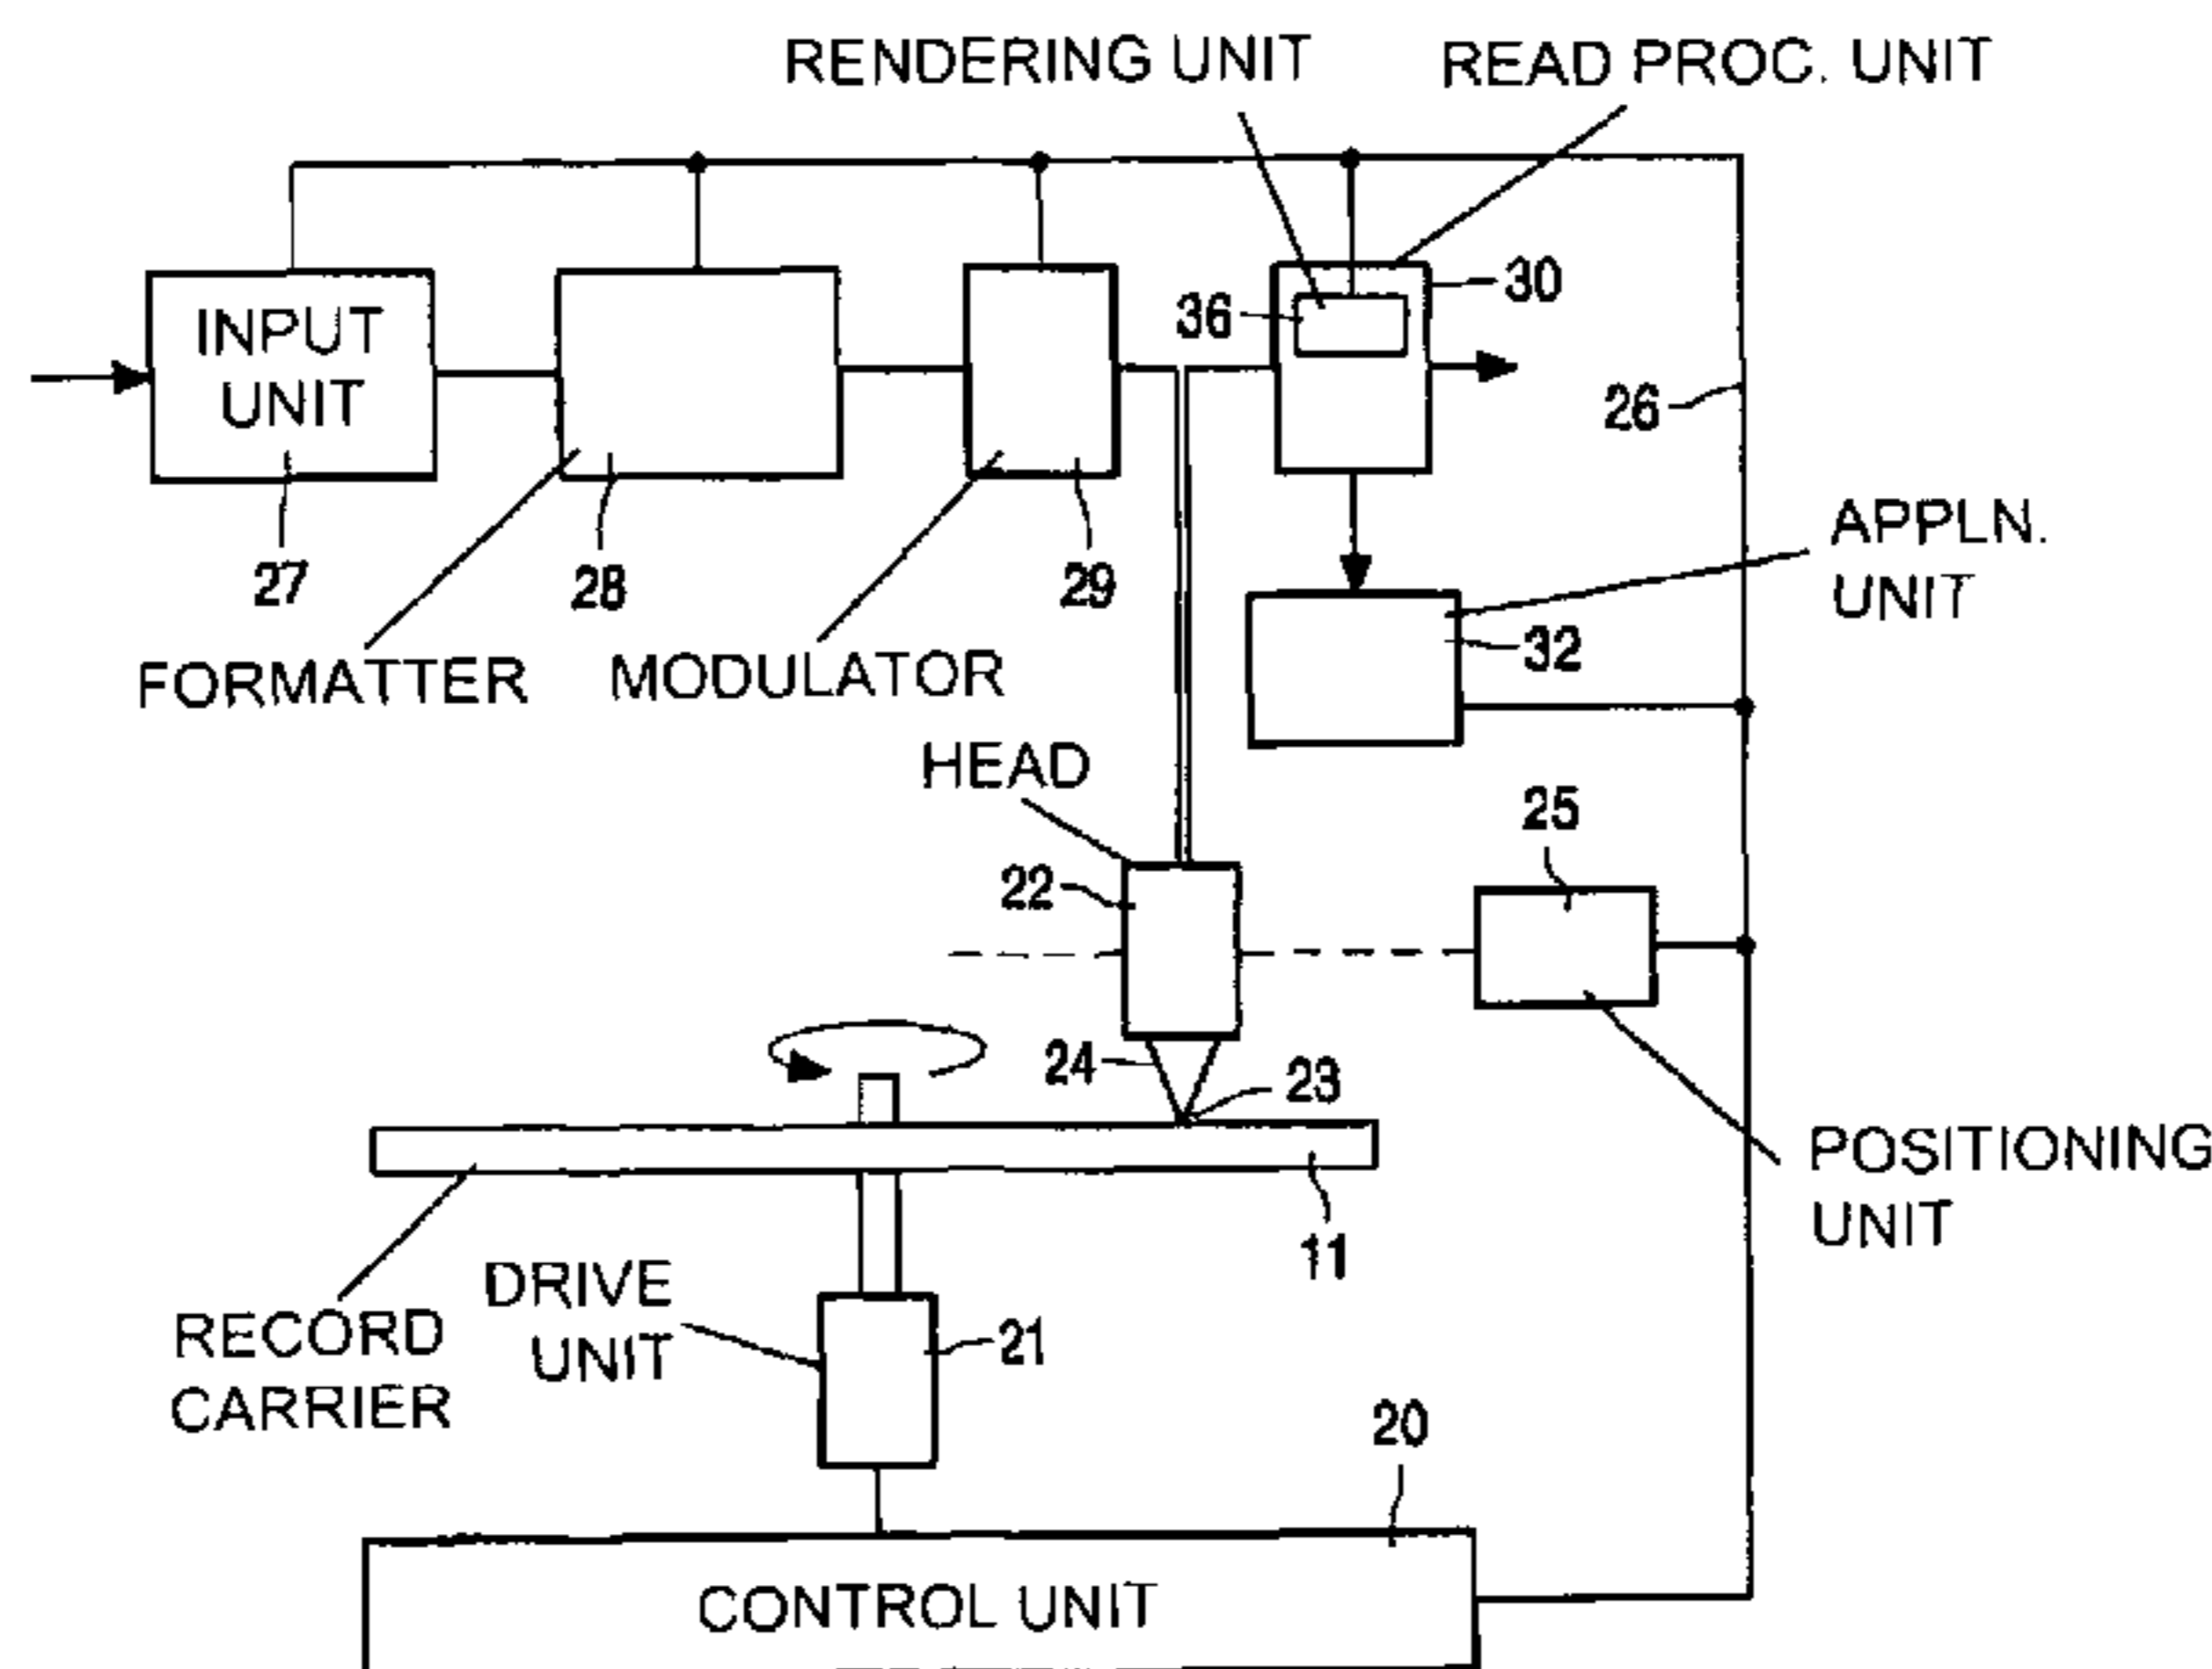 RENDERING UNIT
READ PROC. UNIT
INPUT
UNIT
36
30
26
27
28
29
APPLN.
UNIT
32
FORMATTER
MODULATOR
HEAD
25
22
24
23
POSITIONING
UNIT
11
RECORD
CARRIER
DRIVE
UNIT
21
20
CONTROL UNIT